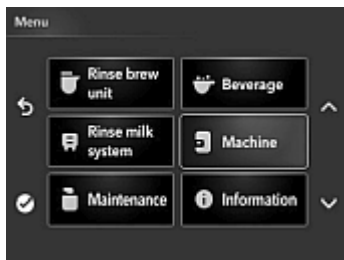 Menu
Rinse brew
unit
Beverage
Rinse milk
system
Machine
Maintenance
Information